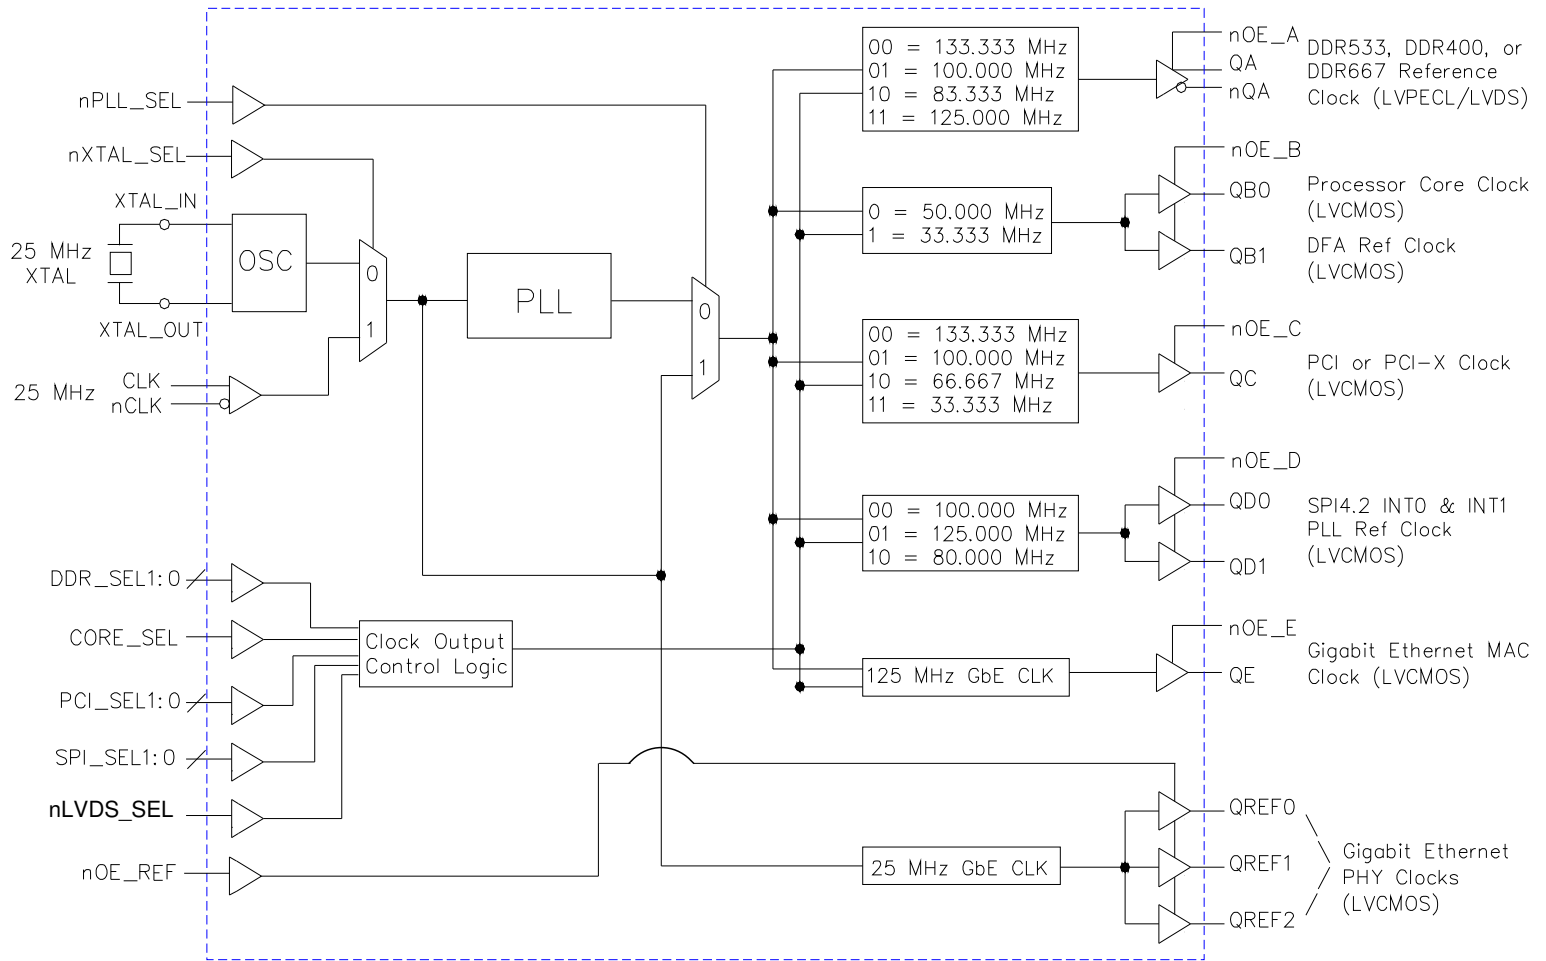 nPLL_SEL
nXTAL_SEL
XTAL_IN
25 MHz
XTAL
XTAL_OUT
OSC
CLK
25 MHz
nCLK
0
1
PLL
0
1
DDR_SEL1:0
CORE_SEL
PCI_SEL1:0
SPI_SEL1:0
nLVDS_SEL
nOE_REF
Clock Output
Control Logic
00 = 133.333 MHz
01 = 100.000 MHz
10 = 83.333 MHz
11 = 125.000 MHz
0 = 50.000 MHz
1 = 33.333 MHz
00 = 133.333 MHz
01 = 100.000 MHz
10 = 66.667 MHz
11 = 33.333 MHz
00 = 100.000 MHz
01 = 125.000 MHz
10 = 80.000 MHz
125 MHz GbE CLK
25 MHz GbE CLK
nOE_A
QA
nQA
DDR533, DDR400, or
DDR667 Reference
Clock (LVPECL/LVDS)
nOE_B
QB0
Processor Core Clock
(LVCMOS)
QB1
DFA Ref Clock
(LVCMOS)
nOE_C
QC
PCI or PCI-X Clock
(LVCMOS)
nOE_D
QD0
QD1
SPI4.2 INT0 & INT1
PLL Ref Clock
(LVCMOS)
nOE_E
QE
Gigabit Ethernet MAC
Clock (LVCMOS)
QREF0
QREF1
QREF2
Gigabit Ethernet
PHY Clocks
(LVCMOS)